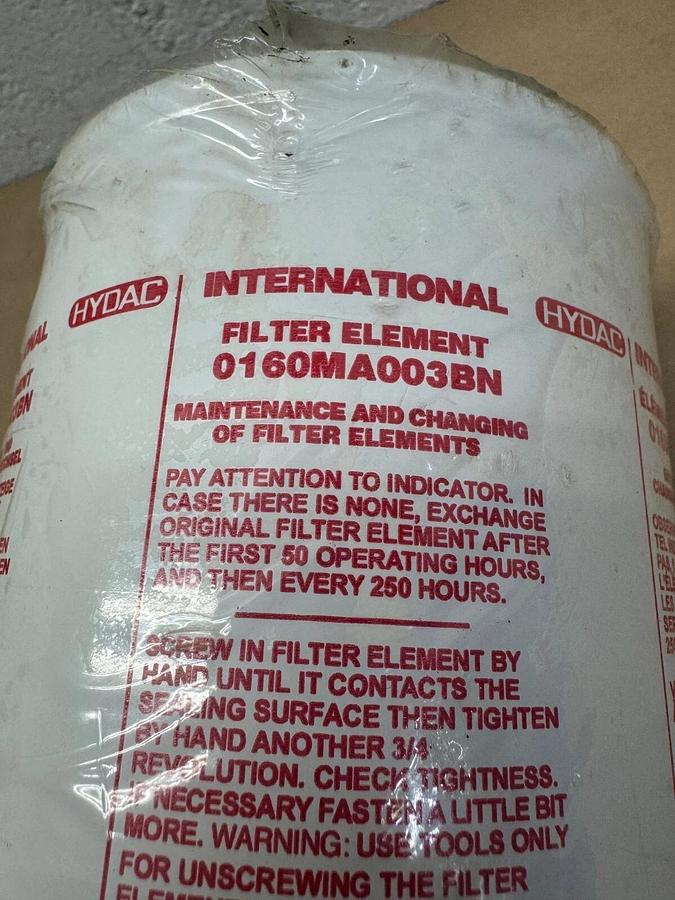 HYDAC
INTERNATIONAL
FILTER ELEMENT
0160MA003BN
MAINTENANCE AND CHANGING
OF FILTER ELEMENTS
PAY ATTENTION TO INDICATOR. IN
CASE THERE IS NONE, EXCHANGE
ORIGINAL FILTER ELEMENT AFTER
THE FIRST 50 OPERATING HOURS,
AND THEN EVERY 250 HOURS.
SCREW IN FILTER ELEMENT BY
HAND UNTIL IT CONTACTS THE
SEALING SURFACE THEN TIGHTEN
BY HAND ANOTHER 3/4
REVOLUTION. CHECK TIGHTNESS.
IF NECESSARY FASTEN A LITTLE BIT
MORE. WARNING: USE TOOLS ONLY
FOR UNSCREWING THE FILTER
HYDAC